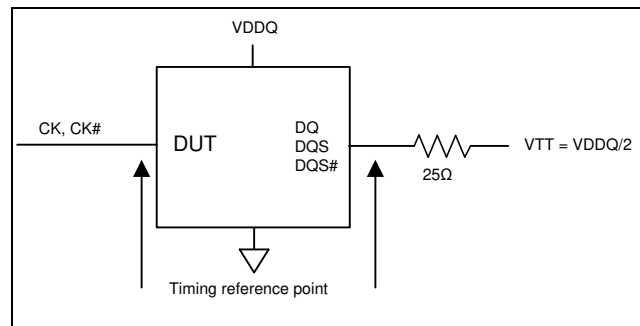 VDDQ
CK, CK#
DUT
DQ
DQS
DQS#
VTT = VDDQ/2
25Ω
Timing reference point